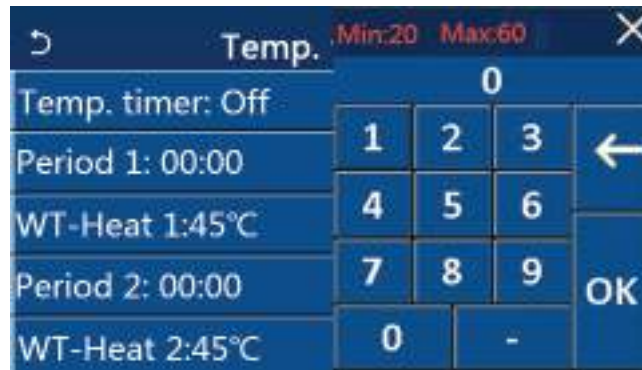 Temp.
Temp. timer: Off
Period 1: 00:00
WT-Heat 1:45℃
Period 2: 00:00
WT-Heat 2:45℃
Min:20 Max:60
0
1 2 3
4 5 6
7 8 9
OK
0 -